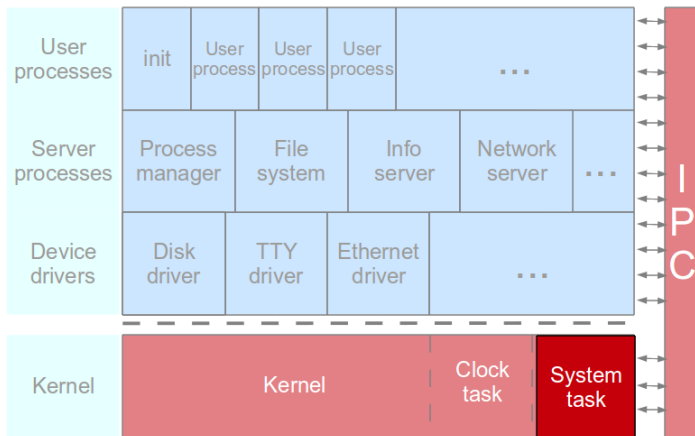 User
processes
init
User
process
User
process
User
process
...
Server
processes
Process
manager
File
system
Info
server
Network
server
...
Device
drivers
Disk
driver
TTY
driver
Ethernet
driver
...
I
P
C
Kernel
Kernel
Clock
task
System
task